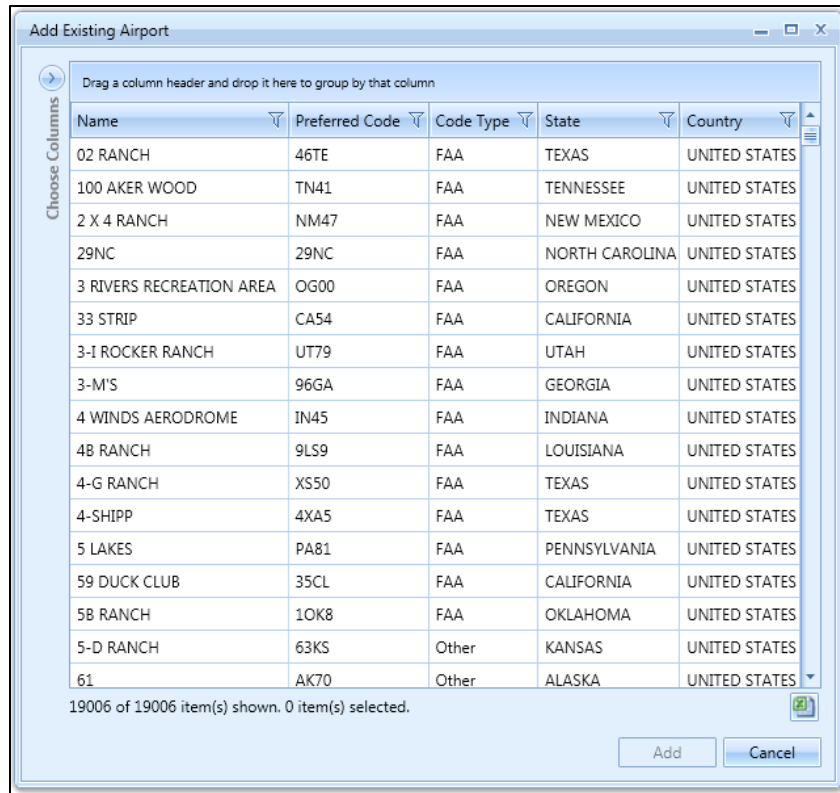 Add Existing Airport
Choose Columns
Drag a column header and drop it here to group by that column
Name Preferred Code Code Type State Country
02 RANCH 46TE FAA TEXAS UNITED STATES
100 AKER WOOD TN41 FAA TENNESSEE UNITED STATES
2 X 4 RANCH NM47 FAA NEW MEXICO UNITED STATES
29NC 29NC FAA NORTH CAROLINA UNITED STATES
3 RIVERS RECREATION AREA OG00 FAA OREGON UNITED STATES
33 STRIP CA54 FAA CALIFORNIA UNITED STATES
3-I ROCKER RANCH UT79 FAA UTAH UNITED STATES
3-M'S 96GA FAA GEORGIA UNITED STATES
4 WINDS AERODROME IN45 FAA INDIANA UNITED STATES
4B RANCH 9LS9 FAA LOUISIANA UNITED STATES
4-G RANCH XS50 FAA TEXAS UNITED STATES
4-SHIPP 4XA5 FAA TEXAS UNITED STATES
5 LAKES PA81 FAA PENNSYLVANIA UNITED STATES
59 DUCK CLUB 35CL FAA CALIFORNIA UNITED STATES
5B RANCH 1OK8 FAA OKLAHOMA UNITED STATES
5-D RANCH 63KS Other KANSAS UNITED STATES
61 AK70 Other ALASKA UNITED STATES
19006 of 19006 item(s) shown. 0 item(s) selected.
Add Cancel